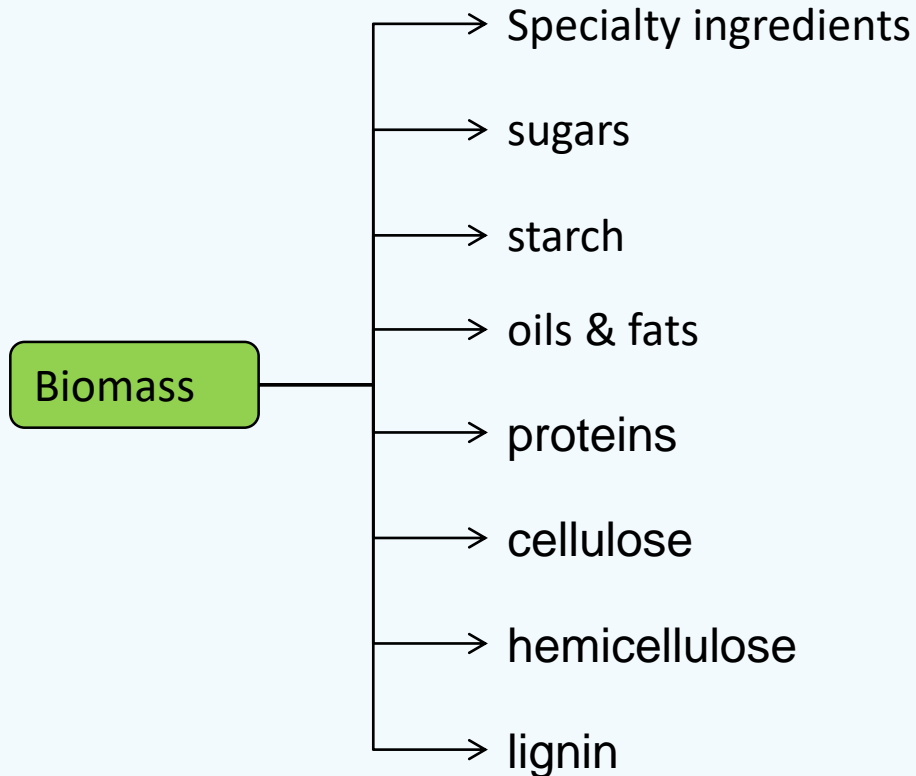 Specialty ingredients
sugars
starch
oils & fats
Biomass
proteins
cellulose
hemicellulose
lignin